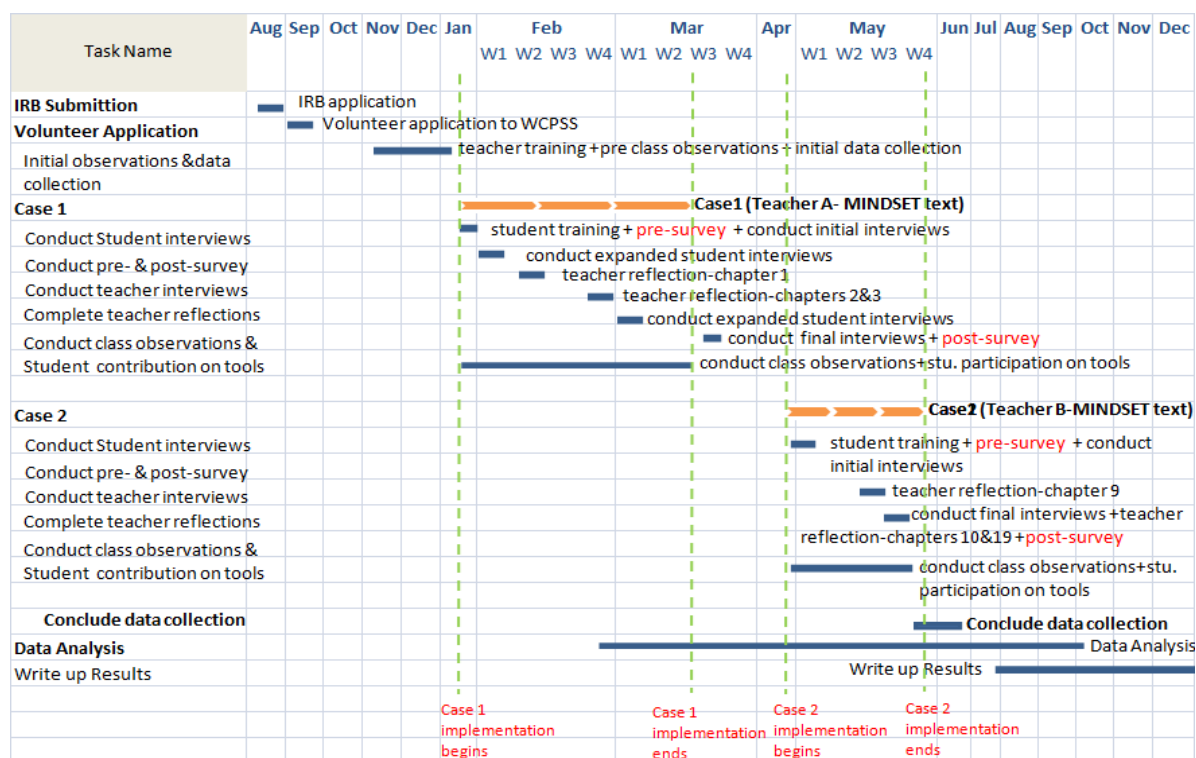 Aug Sep Oct Nov Dec Jan Feb Mar Apr May Jun Jul Aug Sep Oct Nov Dec
Task Name
W1 W2 W3 W4 W1 W2 W3 W4 W1 W2 W3 W4
IRB Submittion
IRB application
Volunteer Application
Volunteer application to WCPSS
Initial observations &data
collection
teacher training +pre class observations + initial data collection
Case 1
Case1 (Teacher A- MINDSET text)
Conduct Student interviews
student training + pre-survey + conduct initial interviews
Conduct pre- & post-survey
conduct expanded student interviews
teacher reflection-chapter 1
Conduct teacher interviews
teacher reflection-chapters 2&3
Complete teacher reflections
conduct expanded student interviews
Conduct class observations &
conduct final interviews + post-survey
Student contribution on tools
conduct class observations+stu. participation on tools
Case 2
(Teacher B-MINDSET text)
Conduct Student interviews
student training + pre-survey + conduct
initial interviews
Conduct pre- & post-survey
Conduct teacher interviews
teacher reflection-chapter 9
Complete teacher reflections
conduct final interviews +teacher
reflection-chapters 10&19 +post-survey
Conduct class observations &
Student contribution on tools
conduct class observations+stu.
participation on tools
Conclude data collection
Conclude data collection
Data Analysis
Data Analysis
Write up Results
Write up Results
Case 1
implementation
begins
Case 1
implementation
ends
Case 2
implementation
begins
Case 2
implementation
ends